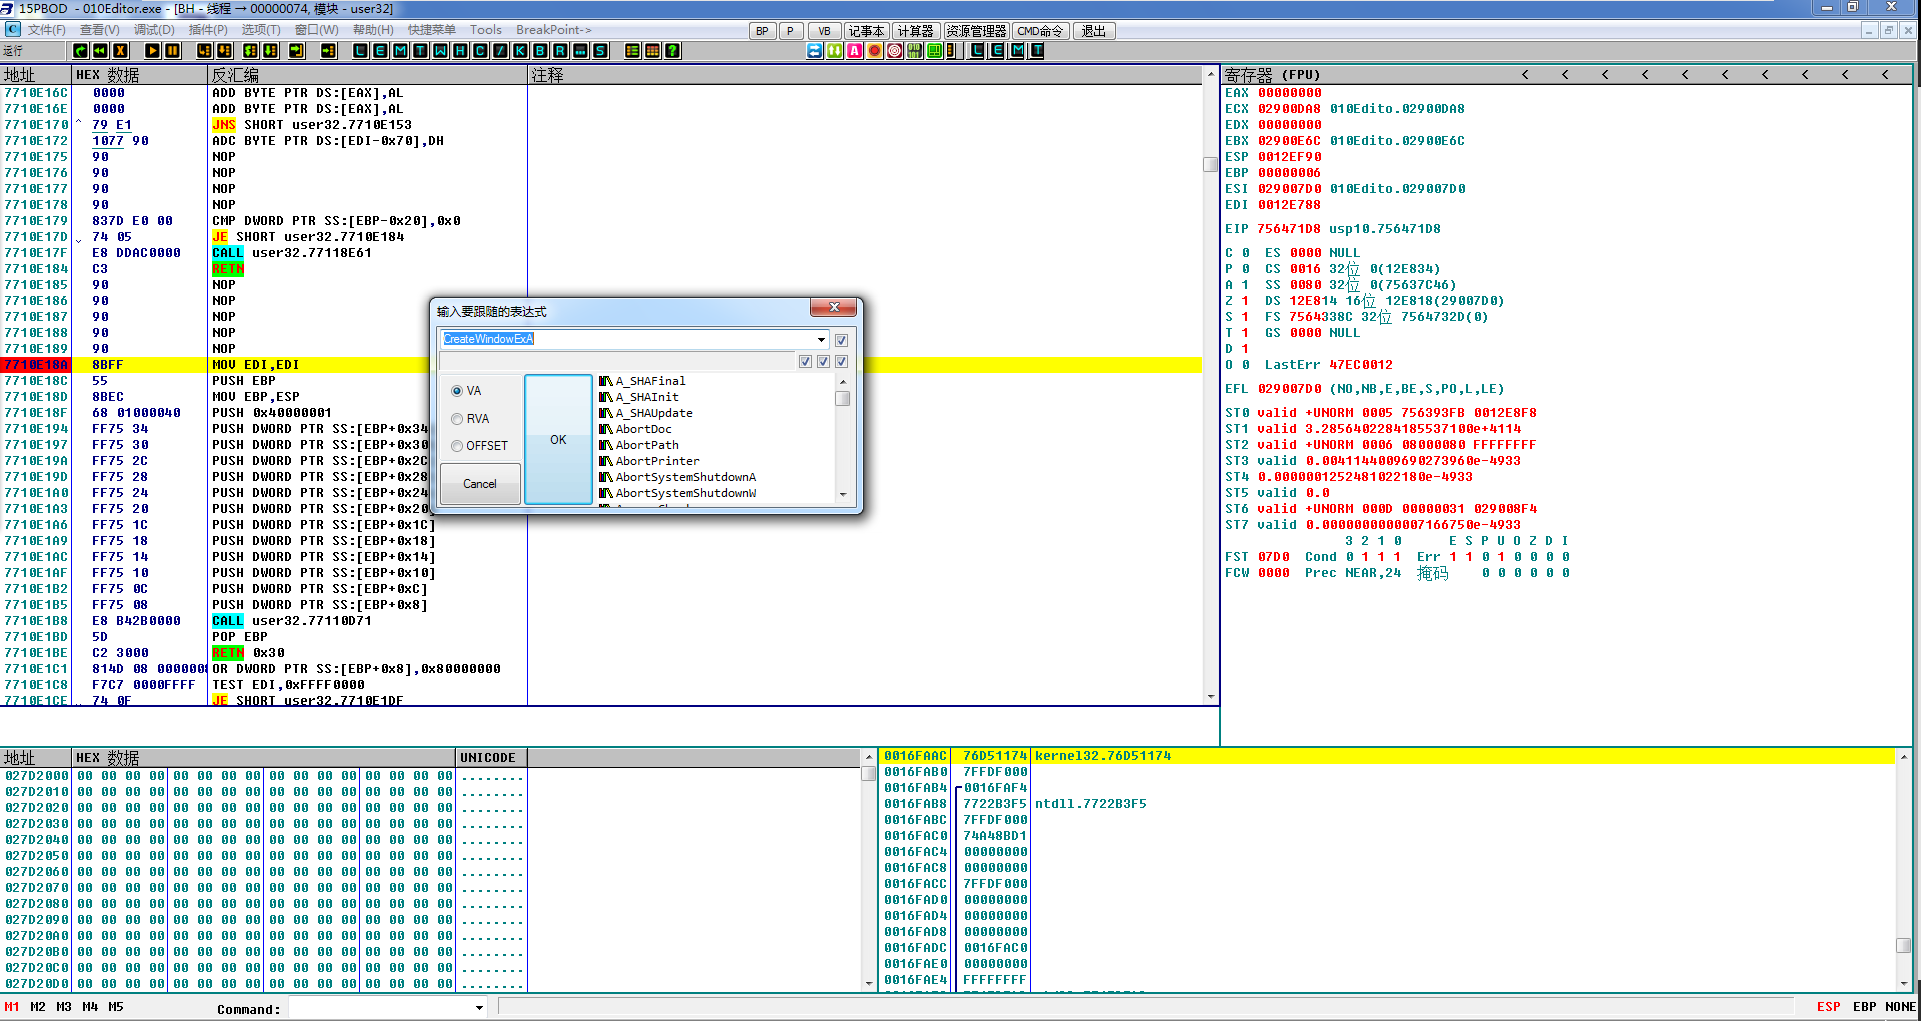 15PBOD - 010Editor.exe - [BH - 线程 → 00000074, 模块 - user32]
文件(F) 查看(V) 调试(D) 插件(P) 选项(T) 窗口(W) 帮助(H) 快捷菜单 Tools BreakPoint-> BP P VB 记事本 计算器 资源管理器 CMD命令 退出
运行 L E M T W H C / K B R ... S ? A L E M T
地址 HEX 数据 反汇编 注释
7710E16C 0000 ADD BYTE PTR DS:[EAX],AL
7710E16E 0000 ADD BYTE PTR DS:[EAX],AL
7710E170 79 E1 JNS SHORT user32.7710E153
7710E172 1077 90 ADC BYTE PTR DS:[EDI-0x70],DH
7710E175 90 NOP
7710E176 90 NOP
7710E177 90 NOP
7710E178 90 NOP
7710E179 837D E0 00 CMP DWORD PTR SS:[EBP-0x20],0x0
7710E17D 74 05 JE SHORT user32.7710E184
7710E17F E8 DDAC0000 CALL user32.77118E61
7710E184 C3 RETN
7710E185 90 NOP
7710E186 90 NOP
7710E187 90 NOP
7710E188 90 NOP
7710E189 90 NOP
7710E18A 8BFF MOV EDI,EDI
7710E18C 55 PUSH EBP
7710E18D 8BEC MOV EBP,ESP
7710E18F 68 01000040 PUSH 0x40000001
7710E194 FF75 34 PUSH DWORD PTR SS:[EBP+0x34
7710E197 FF75 30 PUSH DWORD PTR SS:[EBP+0x30
7710E19A FF75 2C PUSH DWORD PTR SS:[EBP+0x2C
7710E19D FF75 28 PUSH DWORD PTR SS:[EBP+0x28
7710E1A0 FF75 24 PUSH DWORD PTR SS:[EBP+0x24
7710E1A3 FF75 20 PUSH DWORD PTR SS:[EBP+0x20
7710E1A6 FF75 1C PUSH DWORD PTR SS:[EBP+0x1C]
7710E1A9 FF75 18 PUSH DWORD PTR SS:[EBP+0x18]
7710E1AC FF75 14 PUSH DWORD PTR SS:[EBP+0x14]
7710E1AF FF75 10 PUSH DWORD PTR SS:[EBP+0x10]
7710E1B2 FF75 0C PUSH DWORD PTR SS:[EBP+0xC]
7710E1B5 FF75 08 PUSH DWORD PTR SS:[EBP+0x8]
7710E1B8 E8 B42B0000 CALL user32.77110D71
7710E1BD 5D POP EBP
7710E1BE C2 3000 RETN 0x30
7710E1C1 814D 08 0000008 OR DWORD PTR SS:[EBP+0x8],0x80000000
7710E1C8 F7C7 0000FFFF TEST EDI,0xFFFF0000
7710E1CE 74 0F JE SHORT user32.7710E1DF
输入要跟随的表达式
CreateWindowExA
VA
RVA
OFFSET
Cancel
OK
A_SHAFinal
A_SHAInit
A_SHAUpdate
AbortDoc
AbortPath
AbortPrinter
AbortSystemShutdownA
AbortSystemShutdownW
寄存器 (FPU) < < < < < < < < < <
EAX 00000000
ECX 02900DA8 010Edito.02900DA8
EDX 00000000
EBX 02900E6C 010Edito.02900E6C
ESP 0012EF90
EBP 00000006
ESI 029007D0 010Edito.029007D0
EDI 0012E788
EIP 756471D8 usp10.756471D8
C 0 ES 0000 NULL
P 0 CS 0016 32位 0(12E834)
A 1 SS 0080 32位 0(75637C46)
Z 1 DS 12E814 16位 12E818(29007D0)
S 1 FS 7564338C 32位 7564732D(0)
T 1 GS 0000 NULL
D 1
O 0 LastErr 47EC0012
EFL 029007D0 (NO,NB,E,BE,S,PO,L,LE)
ST0 valid +UNORM 0005 756393FB 0012E8F8
ST1 valid 3.2856402284185537100e+4114
ST2 valid +UNORM 0006 08000080 FFFFFFFF
ST3 valid 0.0041144009690273960e-4933
ST4 0.0000001252481022180e-4933
ST5 valid 0.0
ST6 valid +UNORM 000D 00000031 029008F4
ST7 valid 0.0000000000007166750e-4933
3 2 1 0 E S P U O Z D I
FST 07D0 Cond 0 1 1 1 Err 1 1 0 1 0 0 0 0
FCW 0000 Prec NEAR,24 掩码 0 0 0 0 0 0
地址 HEX 数据 UNICODE
027D2000 00 00 00 00 00 00 00 00 00 00 00 00 00 00 00 00 ........
027D2010 00 00 00 00 00 00 00 00 00 00 00 00 00 00 00 00 ........
027D2020 00 00 00 00 00 00 00 00 00 00 00 00 00 00 00 00 ........
027D2030 00 00 00 00 00 00 00 00 00 00 00 00 00 00 00 00 ........
027D2040 00 00 00 00 00 00 00 00 00 00 00 00 00 00 00 00 ........
027D2050 00 00 00 00 00 00 00 00 00 00 00 00 00 00 00 00 ........
027D2060 00 00 00 00 00 00 00 00 00 00 00 00 00 00 00 00 ........
027D2070 00 00 00 00 00 00 00 00 00 00 00 00 00 00 00 00 ........
027D2080 00 00 00 00 00 00 00 00 00 00 00 00 00 00 00 00 ........
027D2090 00 00 00 00 00 00 00 00 00 00 00 00 00 00 00 00 ........
027D20A0 00 00 00 00 00 00 00 00 00 00 00 00 00 00 00 00 ........
027D20B0 00 00 00 00 00 00 00 00 00 00 00 00 00 00 00 00 ........
027D20C0 00 00 00 00 00 00 00 00 00 00 00 00 00 00 00 00 ........
027D20D0 00 00 00 00 00 00 00 00 00 00 00 00 00 00 00 00 ........
0016FAAC 76D51174 kernel32.76D51174
0016FAB0 7FFDF000
0016FAB4 0016FAF4
0016FAB8 7722B3F5 ntdll.7722B3F5
0016FABC 7FFDF000
0016FAC0 74A48BD1
0016FAC4 00000000
0016FAC8 00000000
0016FACC 7FFDF000
0016FAD0 00000000
0016FAD4 00000000
0016FAD8 00000000
0016FADC 0016FAC0
0016FAE0 00000000
0016FAE4 FFFFFFFF
M1 M2 M3 M4 M5 Command: ESP EBP NONE